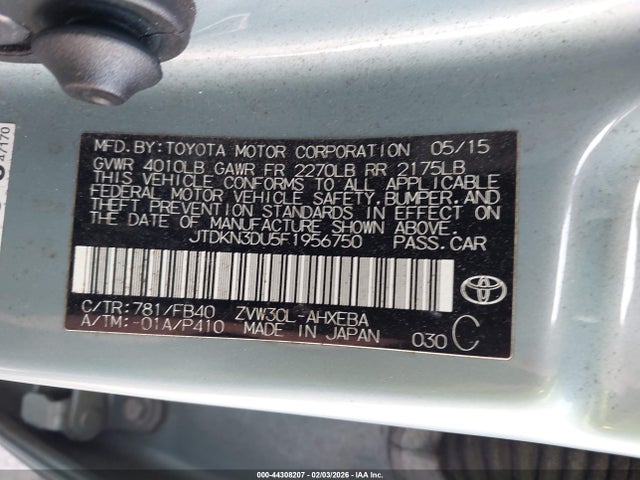 47170
MFD. BY: TOYOTA MOTOR CORPORATION 05/15
GVWR 4010LB GAWR FR 2270LB RR 2175LB
THIS VEHICLE CONFORMS TO ALL APPLICABLE
FEDERAL MOTOR VEHICLE SAFETY, BUMPER, AND
THEFT PREVENTION STANDARDS IN EFFECT ON
THE DATE OF MANUFACTURE SHOWN ABOVE.
JTDKN3DU5F1956750 PASS. CAR
C/TR: 781/FB40 ZVW30L-AHXEBA
A/TM: -01A/P410 MADE IN JAPAN 030 C
000-44308207 - 02/03/2026 - IAA Inc.